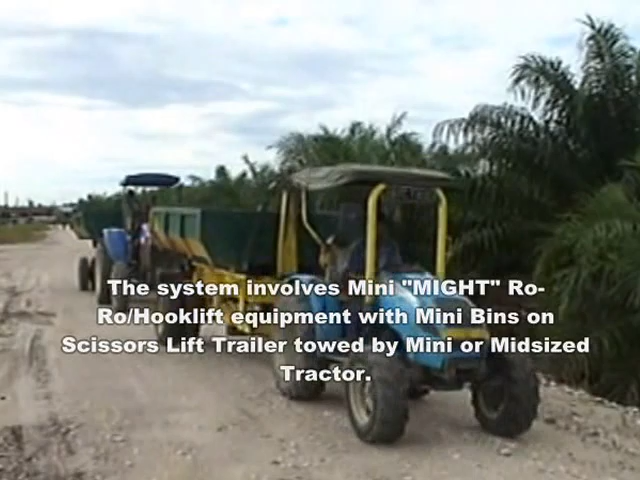 The system involves Mini "MIGHT" Ro-
Ro/Hooklift equipment with Mini Bins on
Scissors Lift Trailer towed by Mini or Midsized
Tractor.